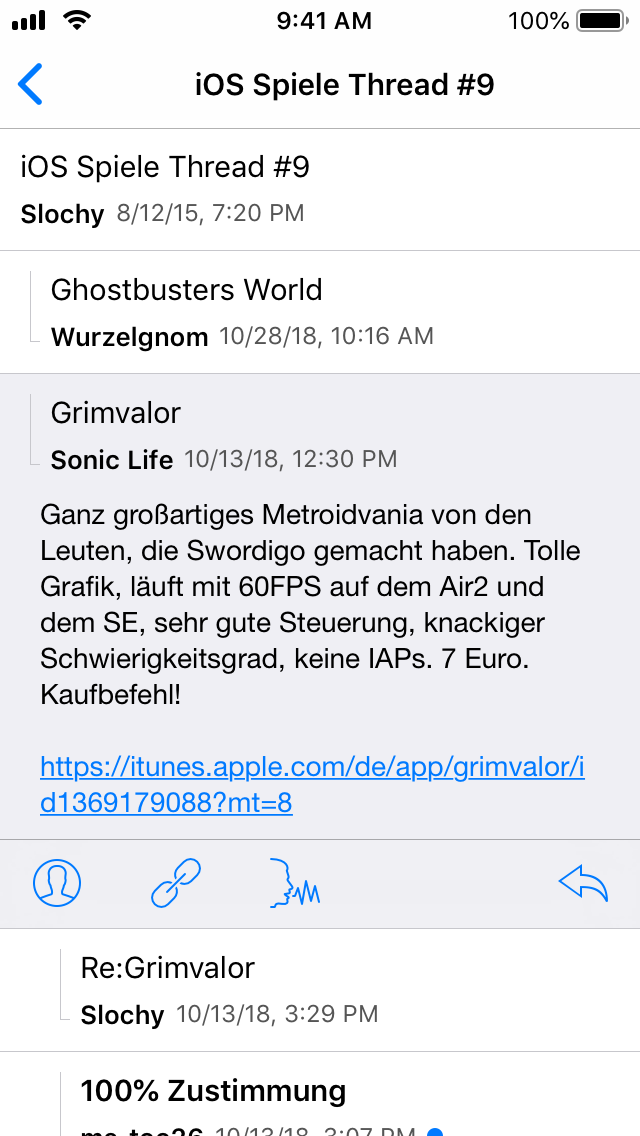 9:41 AM 100%
iOS Spiele Thread #9
iOS Spiele Thread #9
Slochy 8/12/15, 7:20 PM
Ghostbusters World
Wurzelgnom 10/28/18, 10:16 AM
Grimvalor
Sonic Life 10/13/18, 12:30 PM
Ganz großartiges Metroidvania von den
Leuten, die Swordigo gemacht haben. Tolle
Grafik, läuft mit 60FPS auf dem Air2 und
dem SE, sehr gute Steuerung, knackiger
Schwierigkeitsgrad, keine IAPs. 7 Euro.
Kaufbefehl!
https://itunes.apple.com/de/app/grimvalor/i
d1369179088?mt=8
Re:Grimvalor
Slochy 10/13/18, 3:29 PM
100% Zustimmung
10/13/18, 3:07 PM